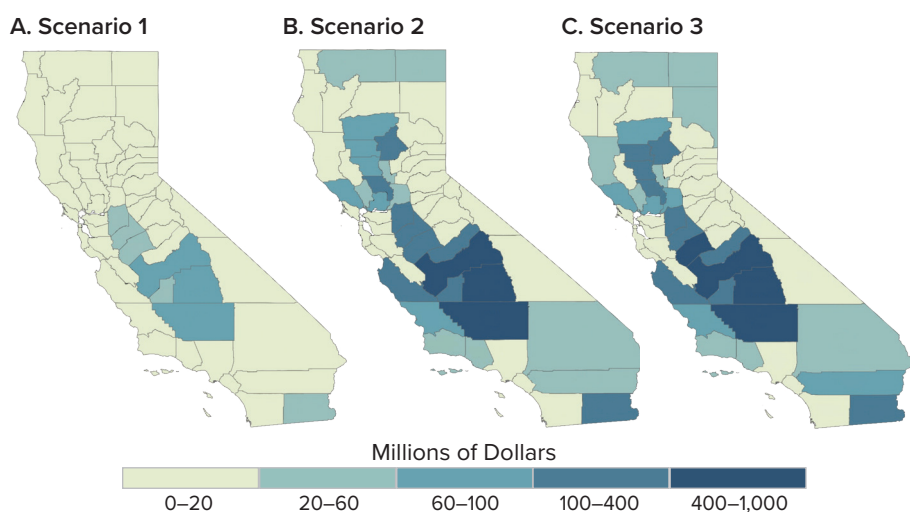 A. Scenario 1
B. Scenario 2
C. Scenario 3
Millions of Dollars
0–20
20–60
60–100
100–400
400–1,000